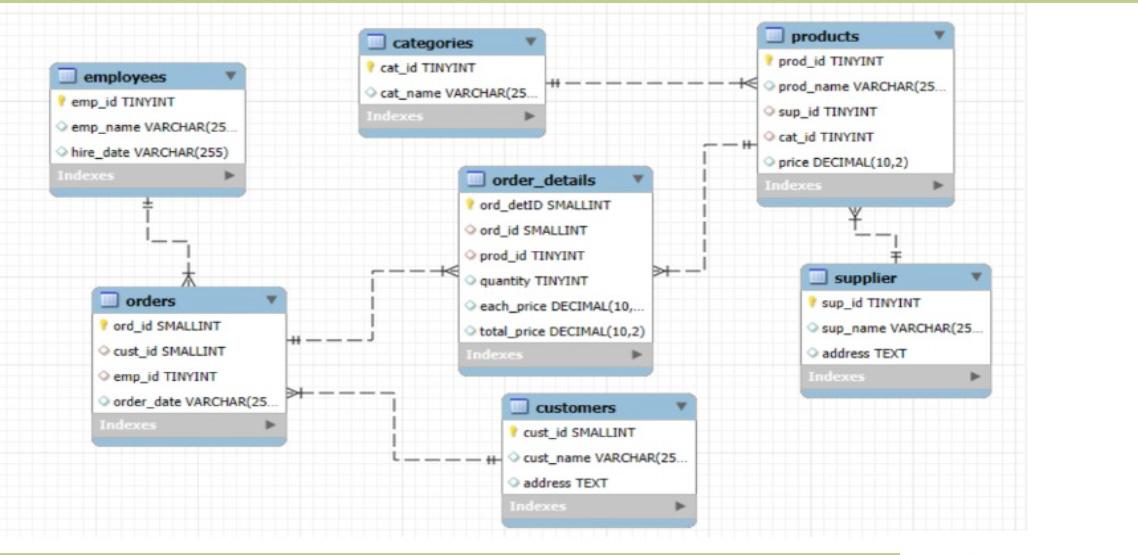 employees
emp_id TINYINT
emp_name VARCHAR(25...
hire_date VARCHAR(255)
Indexes
categories
cat_id TINYINT
cat_name VARCHAR(25...
Indexes
products
prod_id TINYINT
prod_name VARCHAR(25...
sup_id TINYINT
cat_id TINYINT
price DECIMAL(10,2)
Indexes
order_details
ord_detID SMALLINT
ord_id SMALLINT
prod_id TINYINT
quantity TINYINT
each_price DECIMAL(10,...
total_price DECIMAL(10,2)
Indexes
supplier
sup_id TINYINT
sup_name VARCHAR(25...
address TEXT
Indexes
orders
ord_id SMALLINT
cust_id SMALLINT
emp_id TINYINT
order_date VARCHAR(25...
Indexes
customers
cust_id SMALLINT
cust_name VARCHAR(25...
address TEXT
Indexes